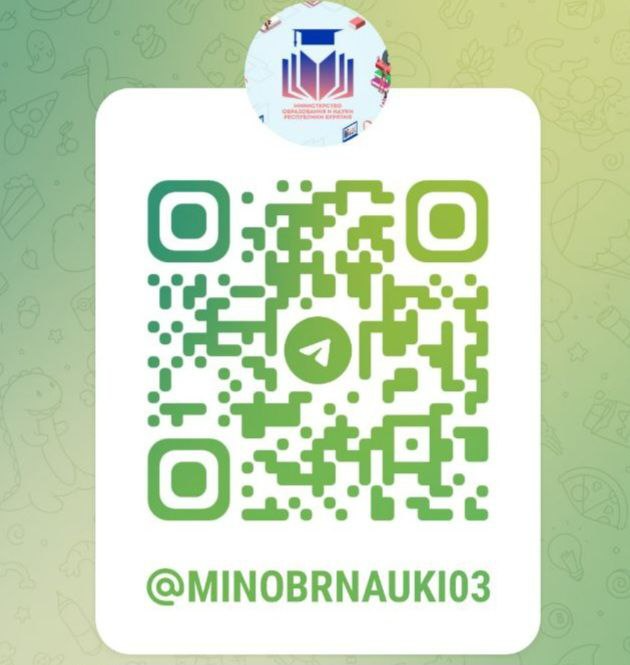 МИНИСТЕРСТВО
ОБРАЗОВАНИЯ И НАУКИ
РЕСПУБЛИКИ БУРЯТИЯ
@MINOBRNAUKI03